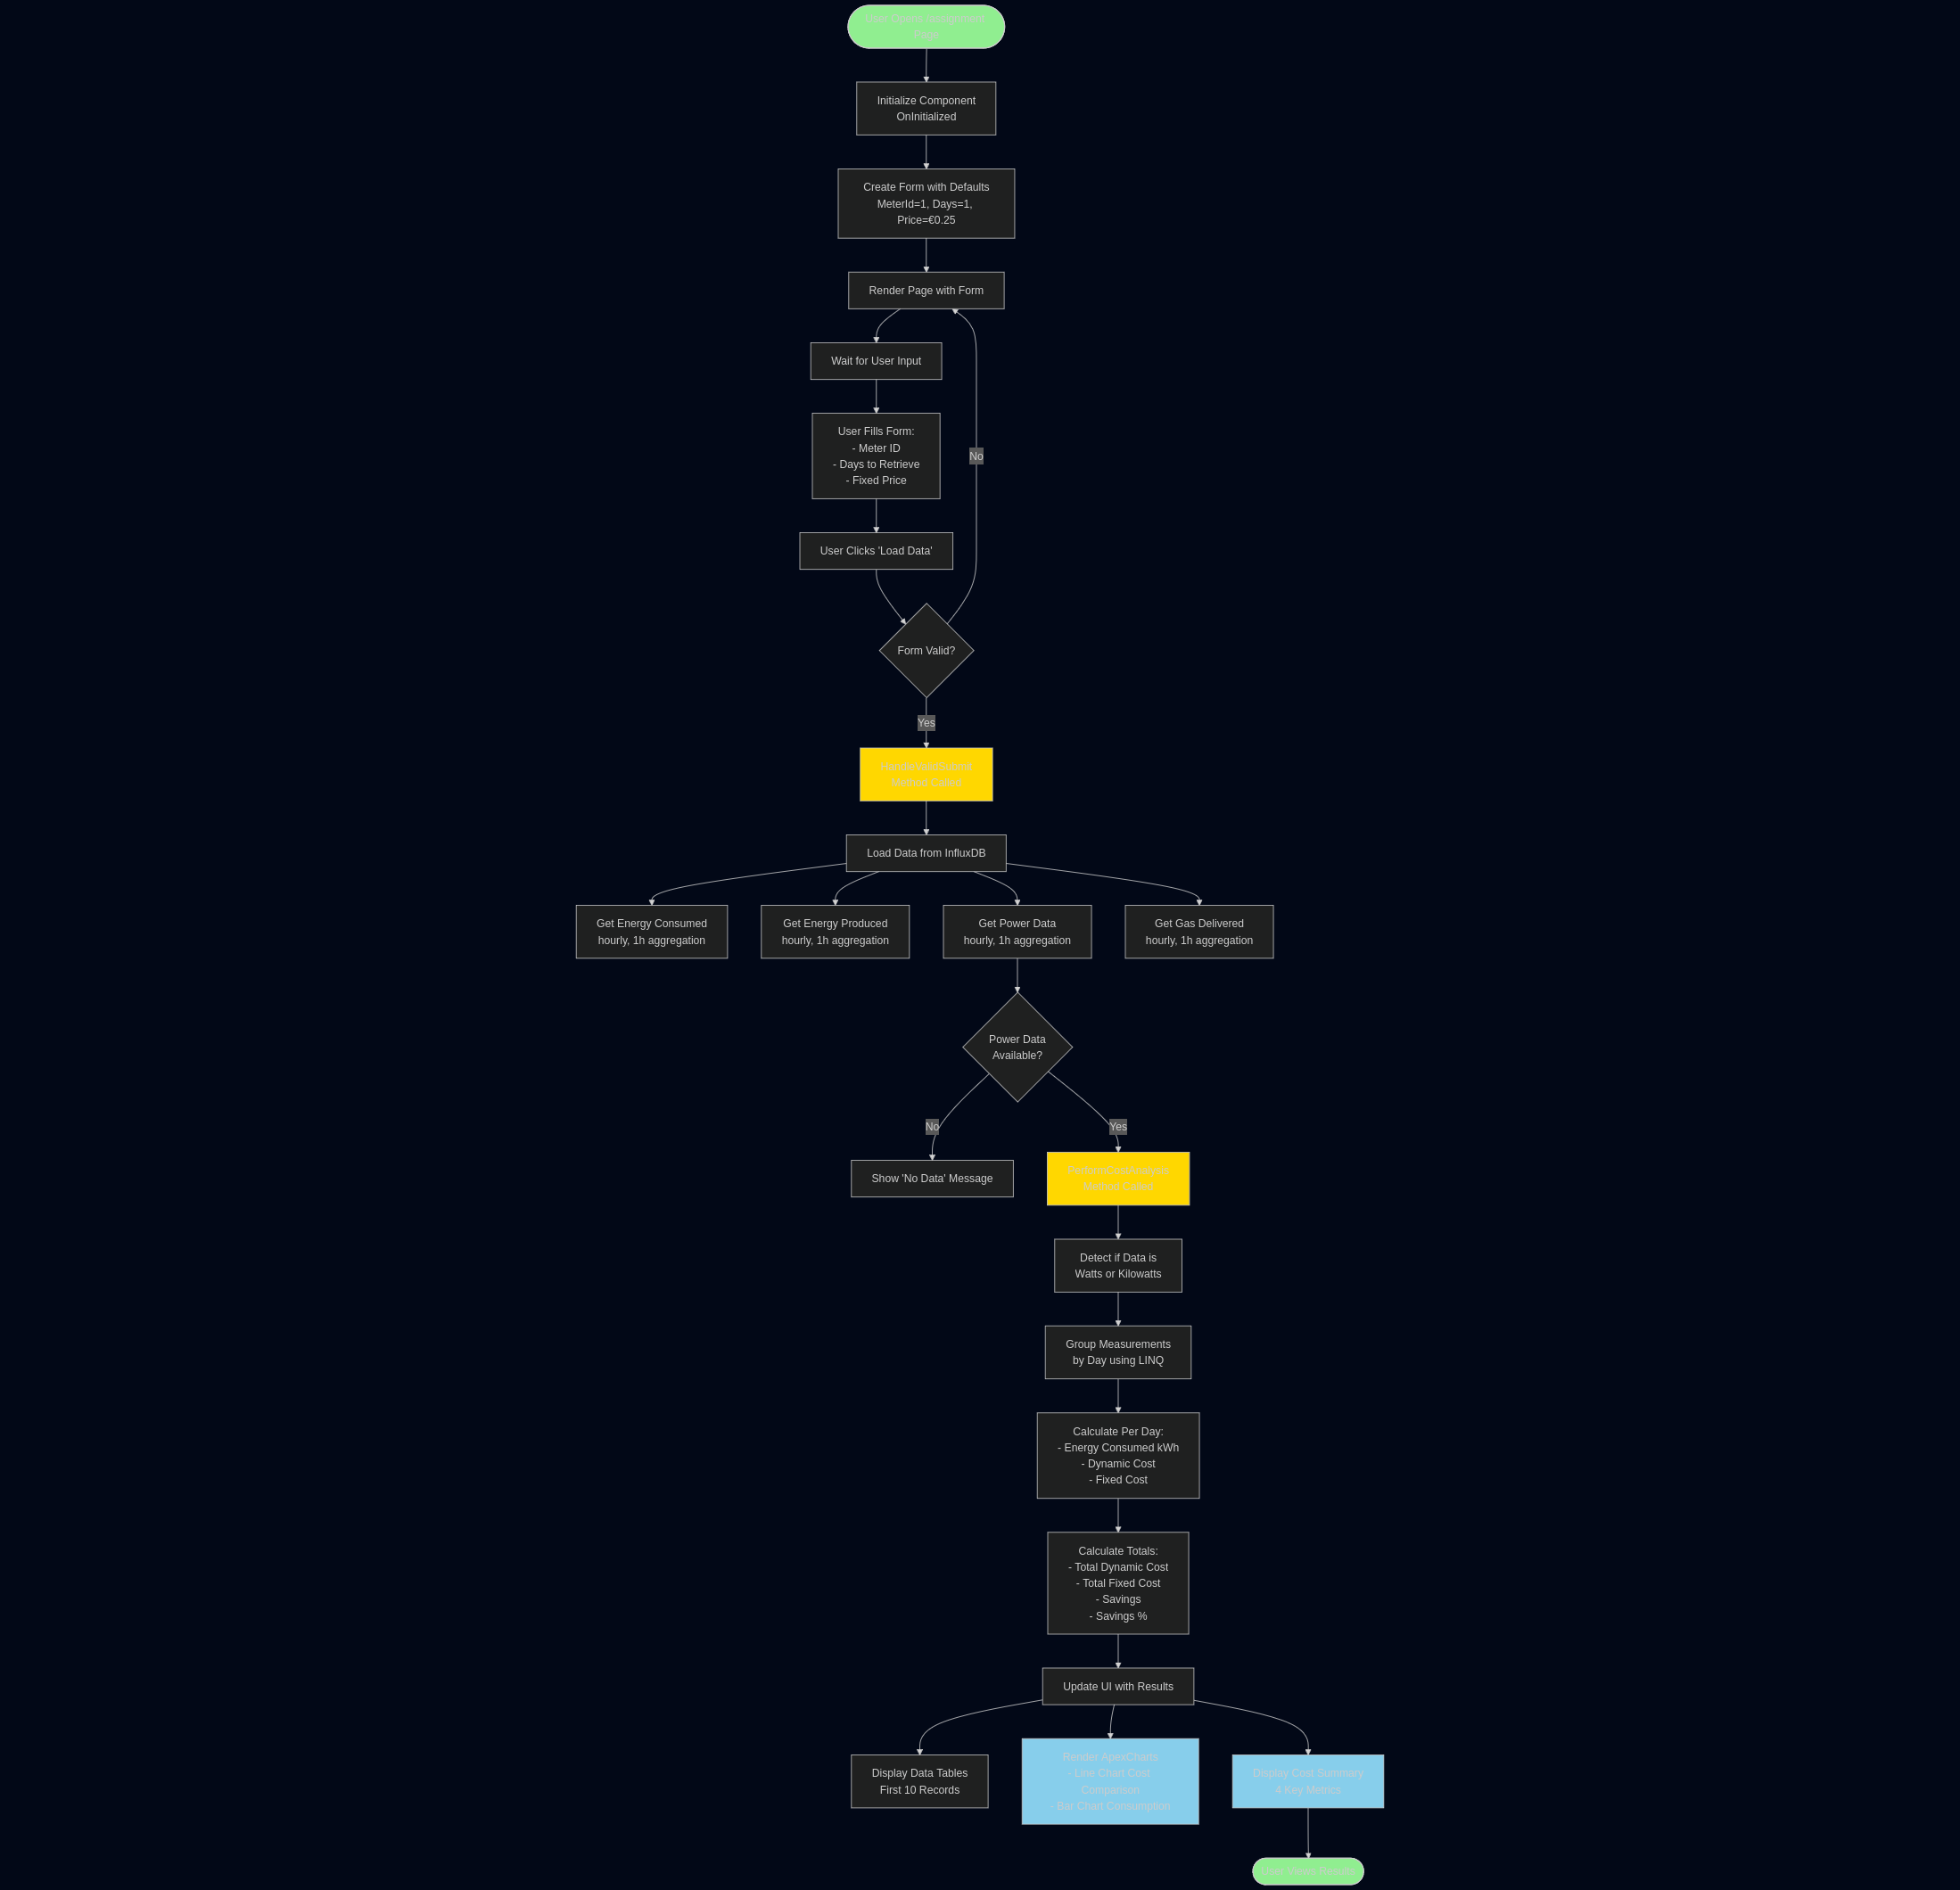 Page
Initialize Component
OnInitialized
Create Form with Defaults
MeterId=1, Days=1,
Price=€0.25
Render Page with Form
Wait for User Input
User Fills Form:
- Meter ID
- Days to Retrieve
- Fixed Price
No
User Clicks 'Load Data'
Form Valid?
Yes
Method Called
Load Data from InfluxDB
Get Energy Consumed
hourly, 1h aggregation
Get Energy Produced
hourly, 1h aggregation
Get Power Data
hourly, 1h aggregation
Get Gas Delivered
hourly, 1h aggregation
Power Data
Available?
No
Yes
Show 'No Data' Message
PerformCostAnalysis
Method Called
Detect if Data is
Watts or Kilowatts
Group Measurements
by Day using LINQ
Calculate Per Day:
- Energy Consumed kWh
- Dynamic Cost
- Fixed Cost
Calculate Totals:
- Total Dynamic Cost
- Total Fixed Cost
- Savings
- Savings %
Update UI with Results
Display Data Tables
First 10 Records
Render ApexCharts
- Line Chart Cost
Comparison
- Bar Chart Consumption
Display Cost Summary
4 Key Metrics